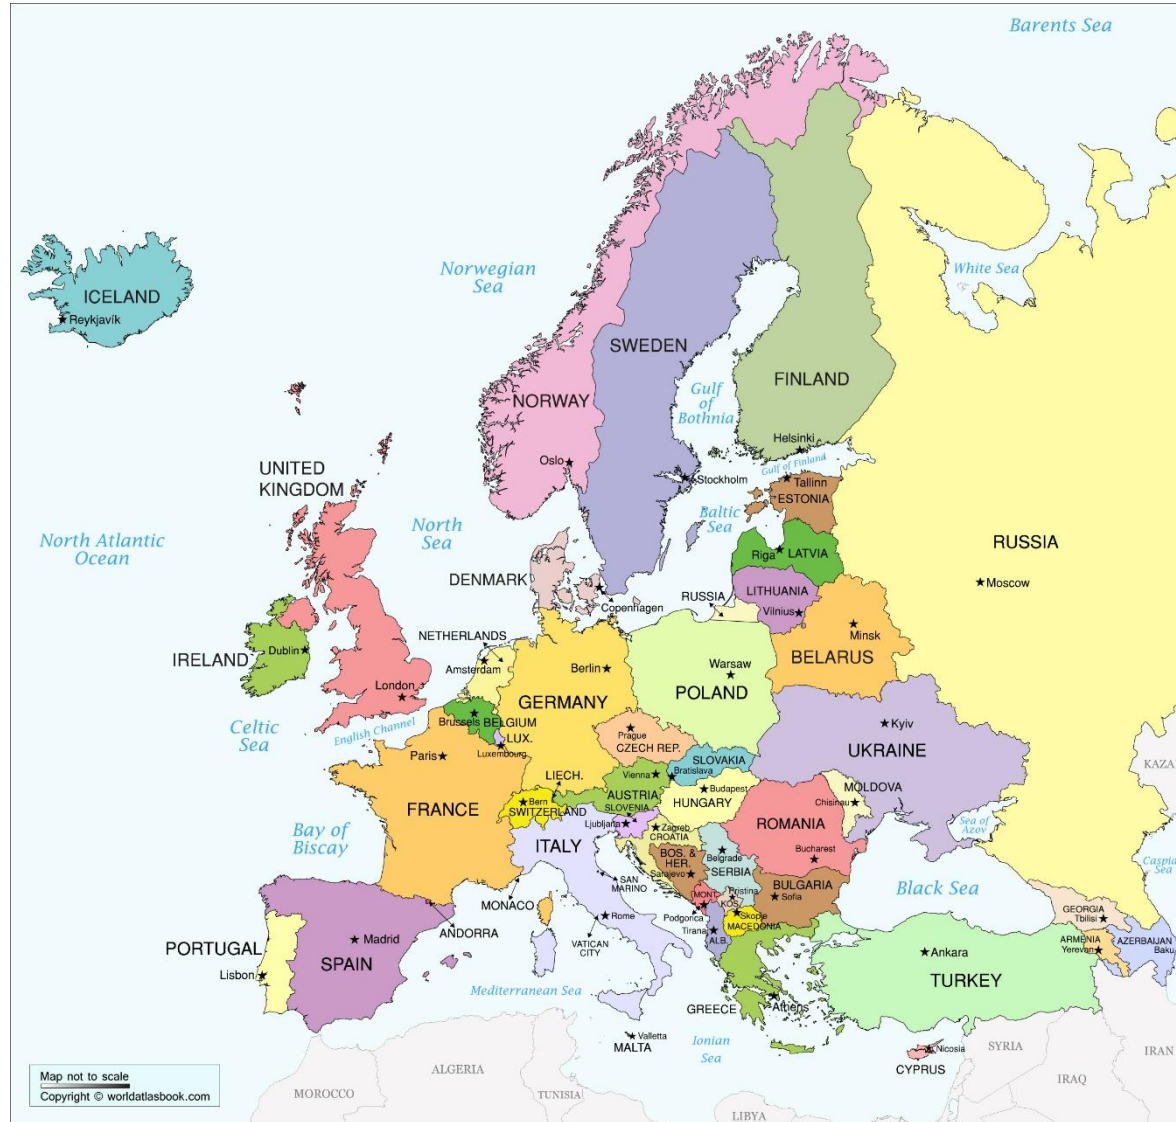 Barents Sea
White Sea
Norwegian
Sea
ICELAND
Reykjavík
SWEDEN
FINLAND
Gulf
of
Bothnia
NORWAY
Helsinki
Gulf of Finland
Oslo
Stockholm
Tallinn
ESTONIA
UNITED
KINGDOM
North
Sea
Baltic
Sea
North Atlantic
Ocean
RUSSIA
Moscow
Riga
LATVIA
DENMARK
Copenhagen
RUSSIA
LITHUANIA
Vilnius
Minsk
BELARUS
NETHERLANDS
Amsterdam
IRELAND
Dublin
London
Berlin
GERMANY
Warsaw
POLAND
Celtic
Sea
English Channel
Brussels
BELGIUM
LUX.
Luxembourg
Prague
CZECH REP.
Kyiv
UKRAINE
Paris
FRANCE
LIECH.
Vienna
AUSTRIA
SLOVAKIA
Bratislava
Budapest
HUNGARY
MOLDOVA
Chisinau
KAZA
Bern
SWITZERLAND
SLOVENIA
Ljubljana
Zagreb
CROATIA
ROMANIA
Bucharest
Sea of
Azov
Bay of
Biscay
ITALY
SAN
MARINO
BOS. &
HER.
Sarajevo
Belgrade
SERBIA
BULGARIA
Sofia
Black Sea
Caspia
Sea
MONACO
ANDORRA
Rome
VATICAN
CITY
MONT.
Podgorica
Pristina
KOS.
Skopje
MACEDONIA
Tirana
ALB.
GEORGIA
Tbilisi
ARMENIA
Yerevan
AZERBAIJAN
Baku
PORTUGAL
Lisbon
Madrid
SPAIN
Mediterranean Sea
GREECE
Athens
Ankara
TURKEY
Valletta
MALTA
Ionian
Sea
Nicosia
CYPRUS
SYRIA
IRAQ
IRAN
MOROCCO
ALGERIA
TUNISIA
LIBYA
Map not to scale
Copyright © worldatlasbook.com